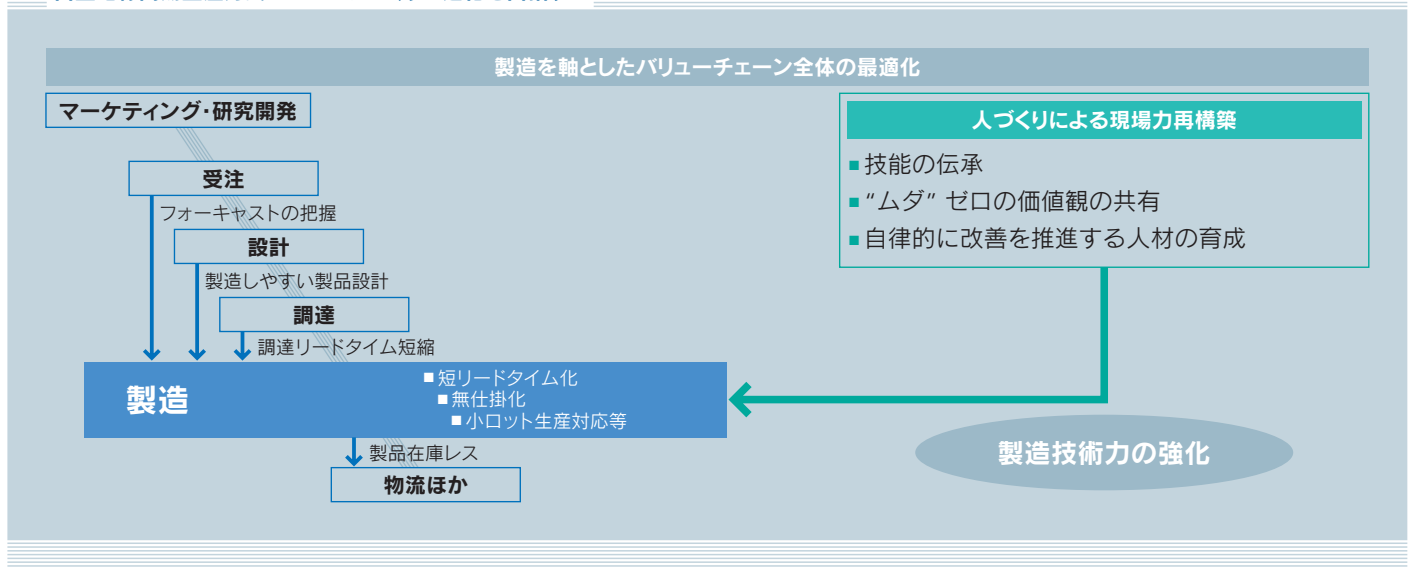 製造を軸としたバリューチェーン全体の最適化
マーケティング・研究開発
受注
フォーキャストの把握
設計
製造しやすい製品設計
調達
調達リードタイム短縮
製造
■短リードタイム化
■無仕掛化
■小ロット生産対応等
製品在庫レス
物流ほか
人づくりによる現場力再構築
■技能の伝承
■“ムダ”ゼロの価値観の共有
■自律的に改善を推進する人材の育成
製造技術力の強化